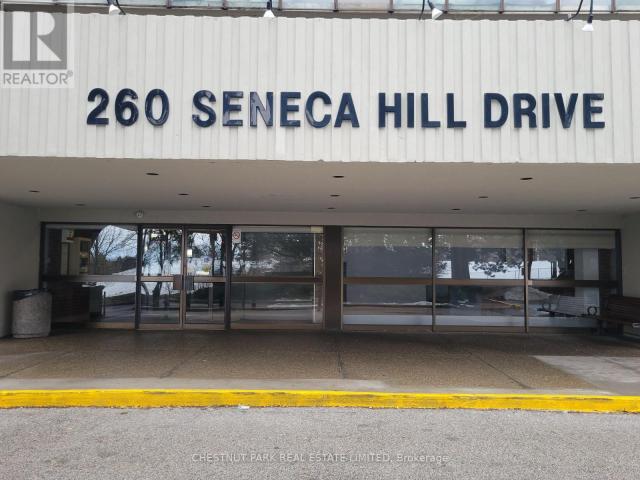 REALTOR®
260 SENECA HILL DRIVE
CHESTNUT PARK REAL ESTATE LIMITED, Brokerage